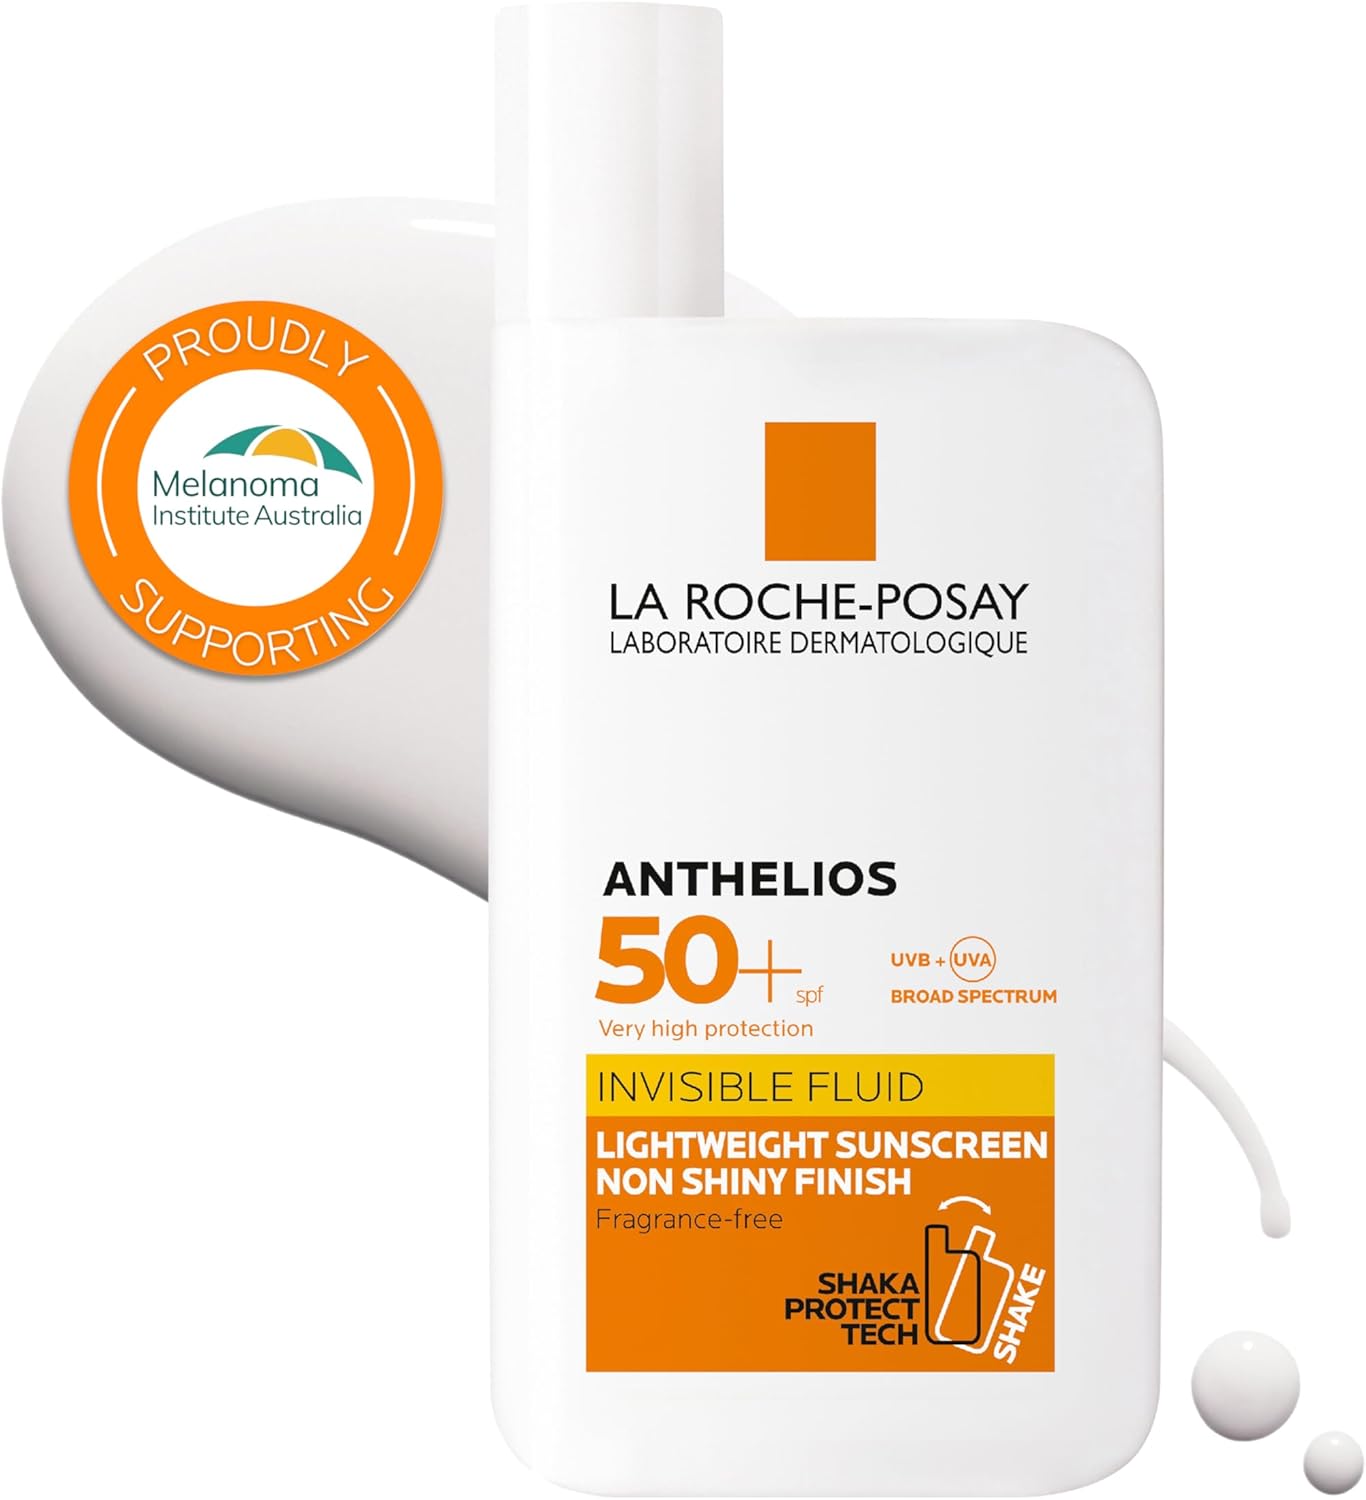 PROUDLY
Melanoma
Institute Australia
SUPPORTING
LA ROCHE-POSAY
LABORATOIRE DERMATOLOGIQUE
ANTHELIOS
50+ spf
UVB + UVA
BROAD SPECTRUM
Very high protection
INVISIBLE FLUID
LIGHTWEIGHT SUNSCREEN
NON SHINY FINISH
Fragrance-free
SHAKA
PROTECT
TECH
SHAKE